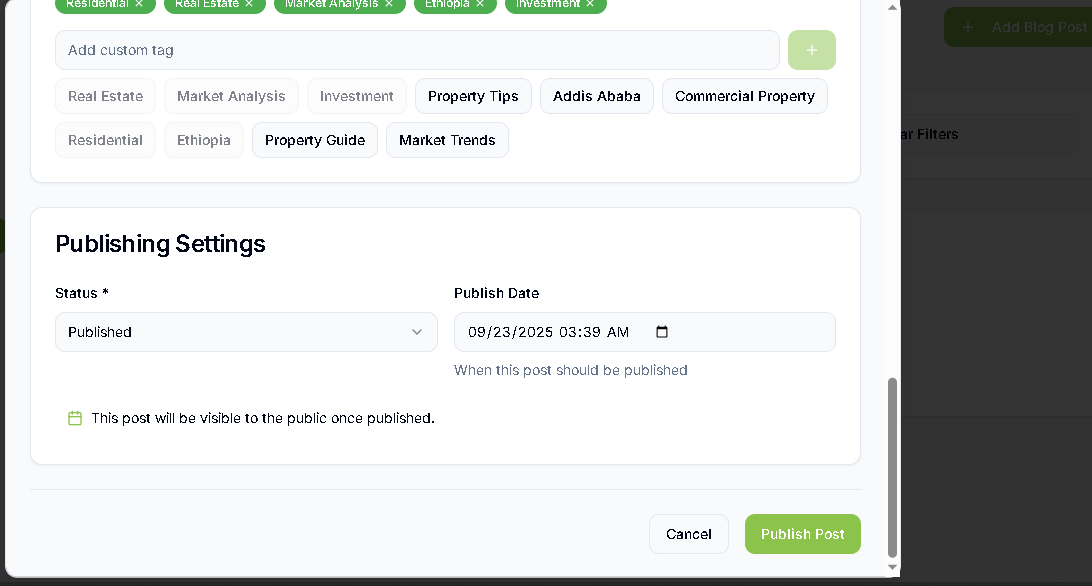 Residential × Real Estate × Market Analysis × Ethiopia × Investment ×
Add custom tag +
+ Add Blog Post
Real Estate Market Analysis Investment Property Tips Addis Ababa Commercial Property
ar Filters
Residential Ethiopia Property Guide Market Trends
Publishing Settings
Status * Publish Date
Published 09/23/2025 03:39 AM
When this post should be published
This post will be visible to the public once published.
Cancel Publish Post